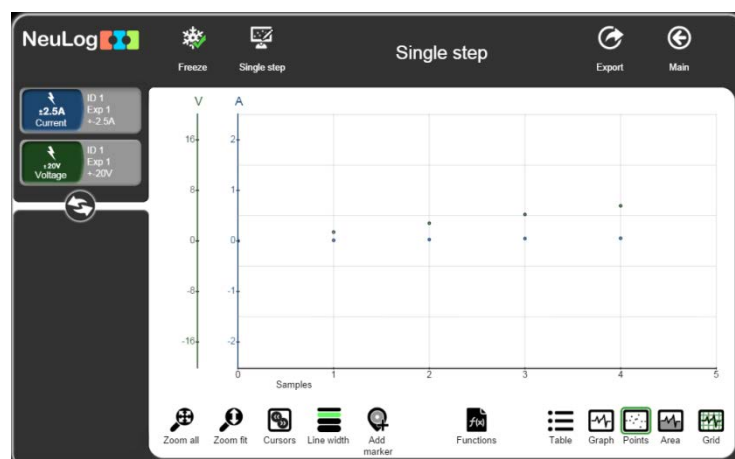 NeuLog
Freeze
Single step
Single step
Export
Main
±2.5A
Current
ID 1
Exp 1
+-2.5A
±20V
Voltage
ID 1
Exp 1
+-20V
V A
16 2
8 1
0 0
-8 -1
-16 -2
0 1 2 3 4 5
Samples
Zoom all
Zoom fit
Cursors
Line width
Add
marker
f(x)
Functions
Table
Graph
Points
Area
Grid